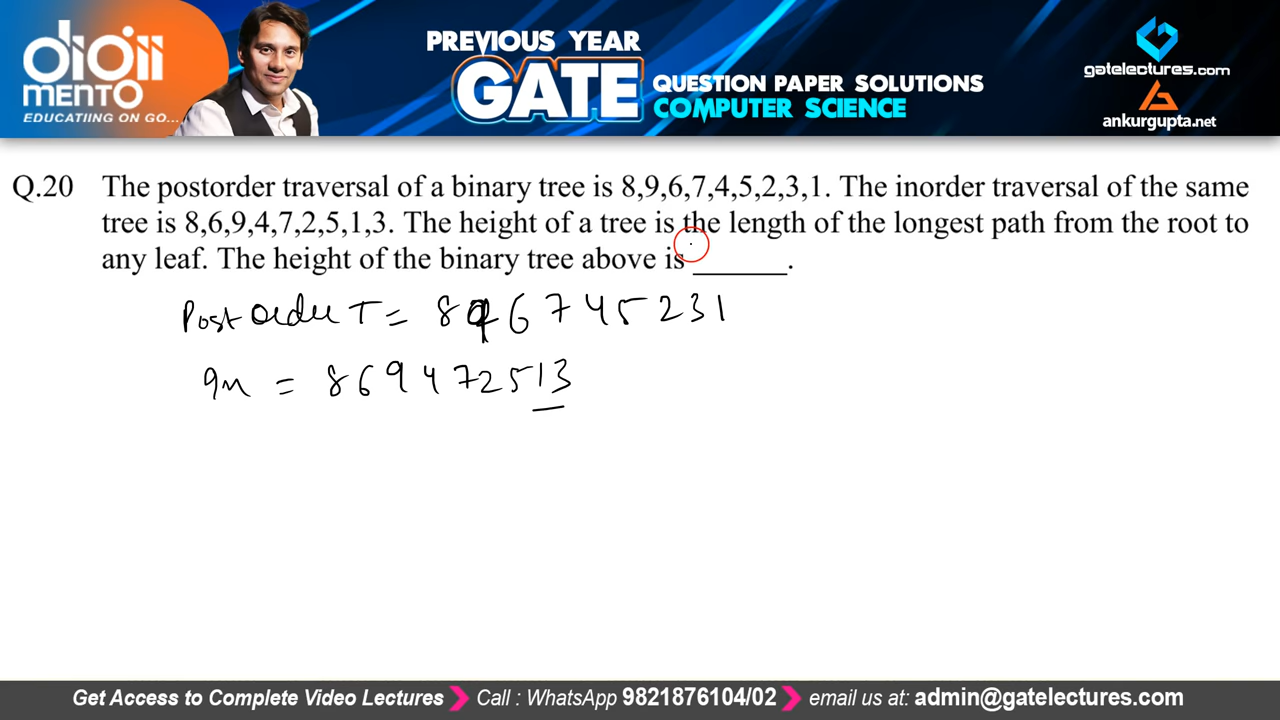 digii
mento
EDUCATIING ON GO...
PREVIOUS YEAR
GATE
QUESTION PAPER SOLUTIONS
COMPUTER SCIENCE
gatelectures.com
ankurgupta.net
Q.20 The postorder traversal of a binary tree is 8,9,6,7,4,5,2,3,1. The inorder traversal of the same
tree is 8,6,9,4,7,2,5,1,3. The height of a tree is the length of the longest path from the root to
any leaf. The height of the binary tree above is ______.
Post order T = 8 9 6 7 4 5 2 3 1
In = 8 6 9 4 7 2 5 1 3
Get Access to Complete Video Lectures Call : WhatsApp 9821876104/02 email us at: admin@gatelectures.com